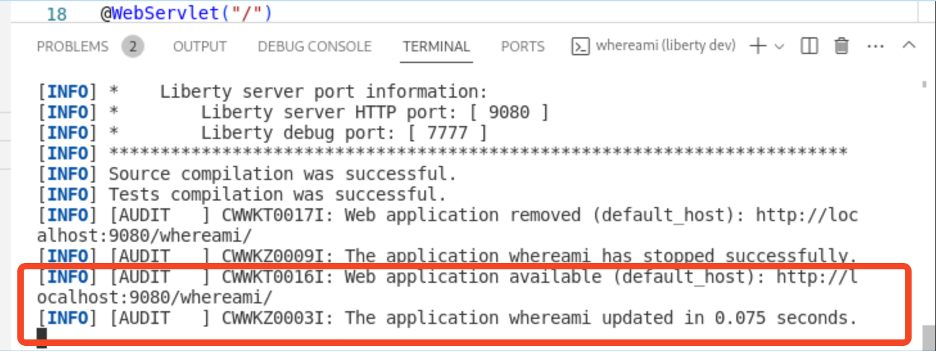 18 @WebServlet("/")
PROBLEMS 2 OUTPUT DEBUG CONSOLE TERMINAL PORTS whereami (liberty dev)
[INFO] *    Liberty server port information:
[INFO] *        Liberty server HTTP port: [ 9080 ]
[INFO] *        Liberty debug port: [ 7777 ]
[INFO] ************************************************************************
[INFO] Source compilation was successful.
[INFO] Tests compilation was successful.
[INFO] [AUDIT   ] CWWKT0017I: Web application removed (default_host): http://loc
alhost:9080/whereami/
[INFO] [AUDIT   ] CWWKZ0009I: The application whereami has stopped successfully.
[INFO] [AUDIT   ] CWWKT0016I: Web application available (default_host): http://l
ocalhost:9080/whereami/
[INFO] [AUDIT   ] CWWKZ0003I: The application whereami updated in 0.075 seconds.